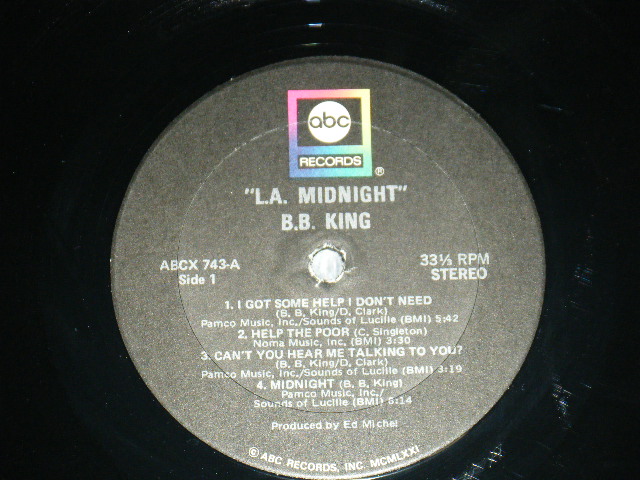 abc
RECORDS
®
"L.A. MIDNIGHT"
B.B. KING
ABCX 743-A
Side 1
33⅓ RPM
STEREO
1. I GOT SOME HELP I DON'T NEED
(B. B. King/D. Clark)
Pamco Music, Inc./Sounds of Lucille (BMI) 5:42
2. HELP THE POOR (C. Singleton)
Noma Music, Inc. (BMI) 3:30
3. CAN'T YOU HEAR ME TALKING TO YOU?
(B. B. King/D. Clark)
Pamco Music, Inc./Sounds of Lucille (BMI) 3:19
4. MIDNIGHT (B. B. King)
Pamco Music, Inc./
Sounds of Lucille (BMI) 5:14
Produced by Ed Michel
© ABC RECORDS, INC. MCMLXXI